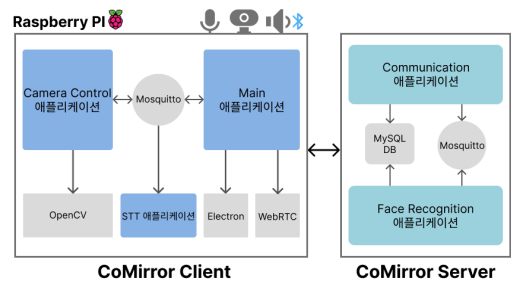 Raspberry PI
Camera Control
애플리케이션
Mosquitto
Main
애플리케이션
OpenCV
STT 애플리케이션
Electron
WebRTC
CoMirror Client
Communication
애플리케이션
MySQL
DB
Mosquitto
Face Recognition
애플리케이션
CoMirror Server